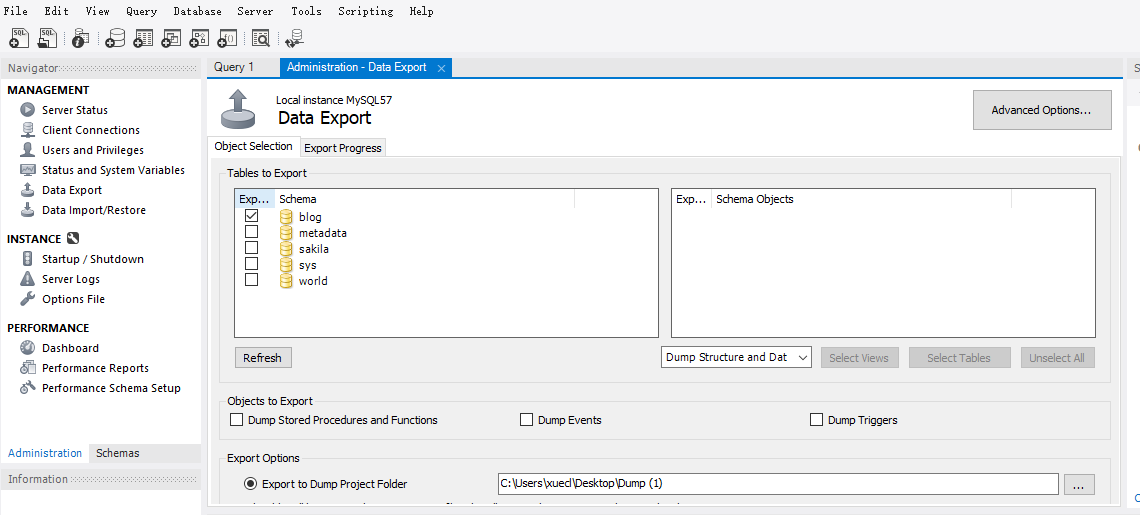 File Edit View Query Database Server Tools Scripting Help
Navigator
MANAGEMENT
Server Status
Client Connections
Users and Privileges
Status and System Variables
Data Export
Data Import/Restore
INSTANCE
Startup / Shutdown
Server Logs
Options File
PERFORMANCE
Dashboard
Performance Reports
Performance Schema Setup
Administration Schemas
Information
Query 1 Administration - Data Export
Local instance MySQL57
Data Export
Advanced Options...
Object Selection Export Progress
Tables to Export
Exp... Schema
blog
metadata
sakila
sys
world
Exp... Schema Objects
Refresh Dump Structure and Dat Select Views Select Tables Unselect All
Objects to Export
Dump Stored Procedures and Functions Dump Events Dump Triggers
Export Options
Export to Dump Project Folder C:\Users\xuecl\Desktop\Dump (1) ...